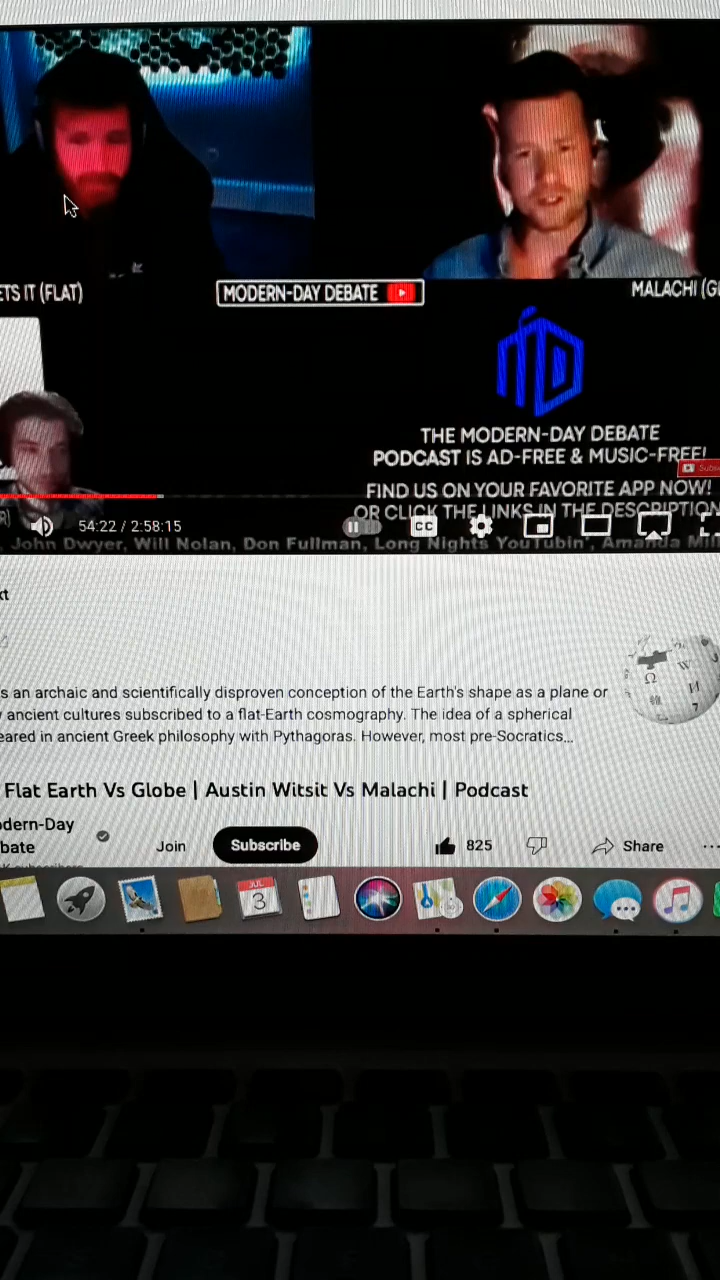 ETS IT (FLAT)
MODERN-DAY DEBATE
MALACHI (GL
THE MODERN-DAY DEBATE
PODCAST IS AD-FREE & MUSIC-FREE!
Subs
FIND US ON YOUR FAVORITE APP NOW!
OR CLICK THE LINKS IN THE DESCRIPTION
R)
54:22 / 2:58:15
CC
John Dwyer, Will Nolan, Don Fullman, Long Nights YouTubin', Amanda Mill
xt
s an archaic and scientifically disproven conception of the Earth's shape as a plane or
ancient cultures subscribed to a flat-Earth cosmography. The idea of a spherical
eared in ancient Greek philosophy with Pythagoras. However, most pre-Socratics...
Flat Earth Vs Globe | Austin Witsit Vs Malachi | Podcast
odern-Day
bate
Join
Subscribe
825
Share
JUL
3